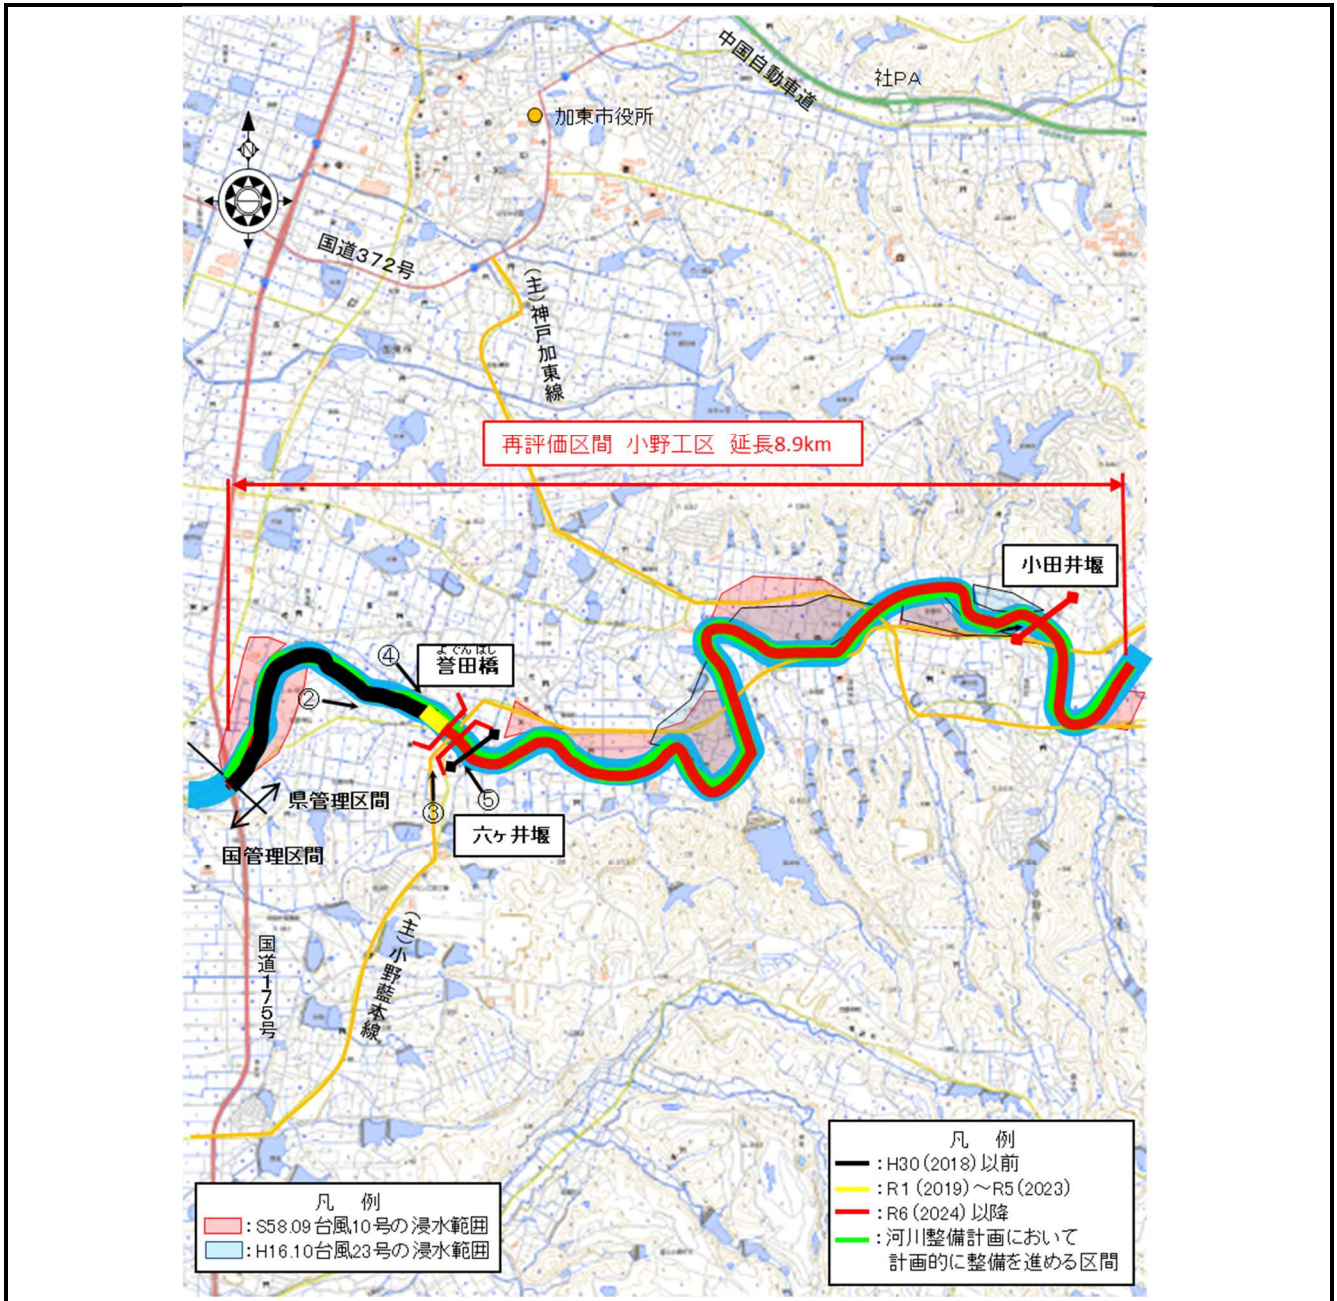 中国自動車道
社PA
加東市役所
N
国道372号
(主)神戸加東線
再評価区間 小野工区 延長8.9km
小田井堰
よでんはし
誉田橋
④
②
③
⑤
六ヶ井堰
県管理区間
国管理区間
国道175号
(主)小野藍本線
凡 例
:S58.09台風10号の浸水範囲
:H16.10台風23号の浸水範囲
凡 例
:H30(2018)以前
:R1(2019)～R5(2023)
:R6(2024)以降
:河川整備計画において
計画的に整備を進める区間